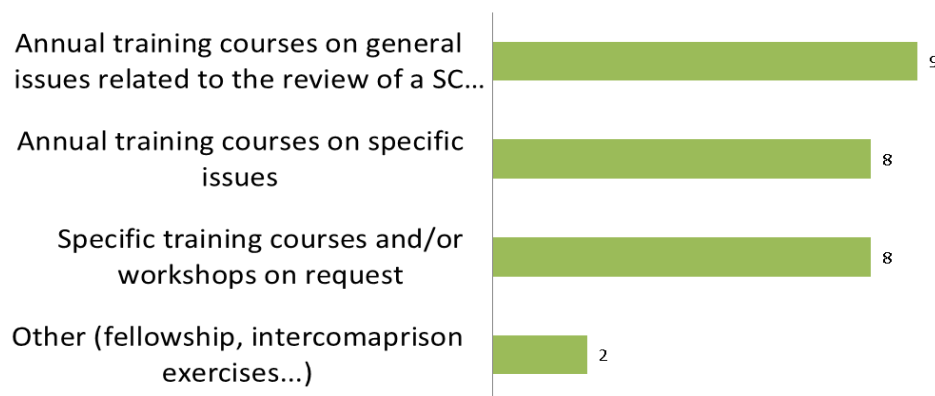 Annual training courses on general
issues related to the review of a SC...
9
Annual training courses on specific
issues
8
Specific training courses and/or
workshops on request
8
Other (fellowship, intercomaprison
exercises...)
2